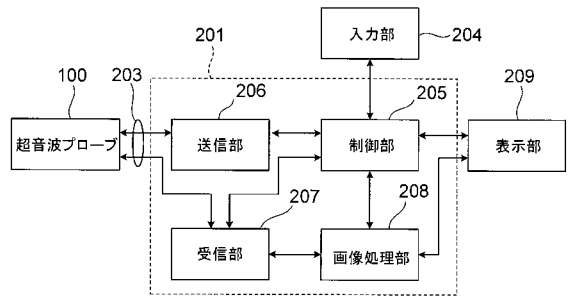 入力部
204
201
209
100
203
206
205
超音波プローブ
送信部
制御部
表示部
207
208
受信部
画像処理部